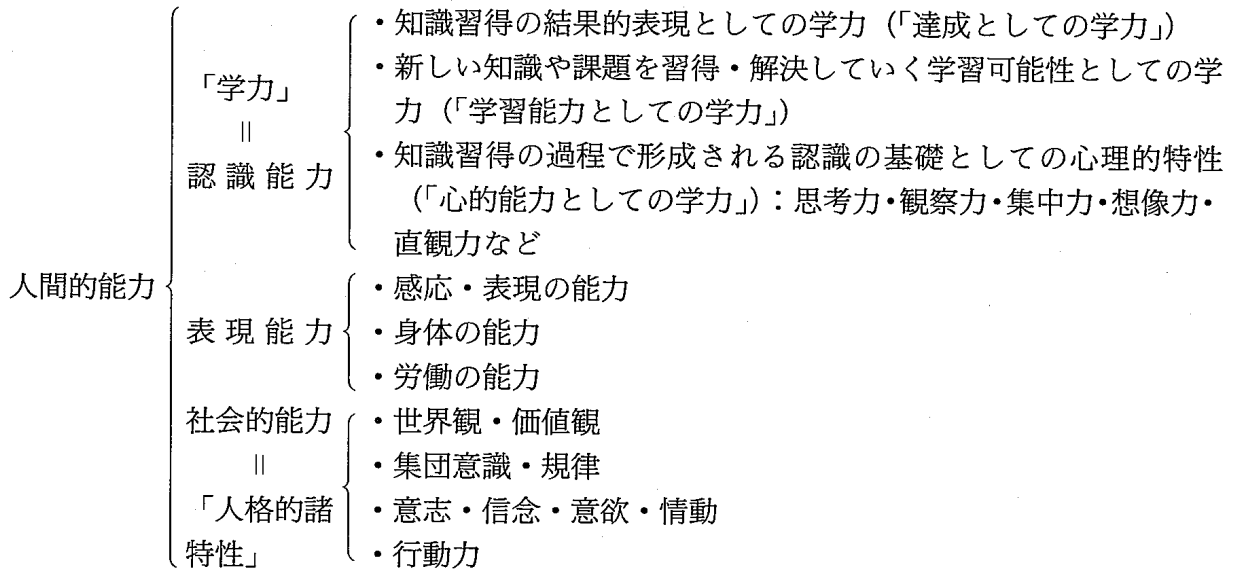 人間的能力
「学力」
＝
認識能力
・知識習得の結果的表現としての学力（「達成としての学力」）
・新しい知識や課題を習得・解決していく学習可能性としての学
力（「学習能力としての学力」）
・知識習得の過程で形成される認識の基礎としての心理的特性
（「心的能力としての学力」）：思考力・観察力・集中力・想像力・
直観力など
表現能力
・感応・表現の能力
・身体の能力
・労働の能力
社会的能力
＝
「人格的諸
特性」
・世界観・価値観
・集団意識・規律
・意志・信念・意欲・情動
・行動力